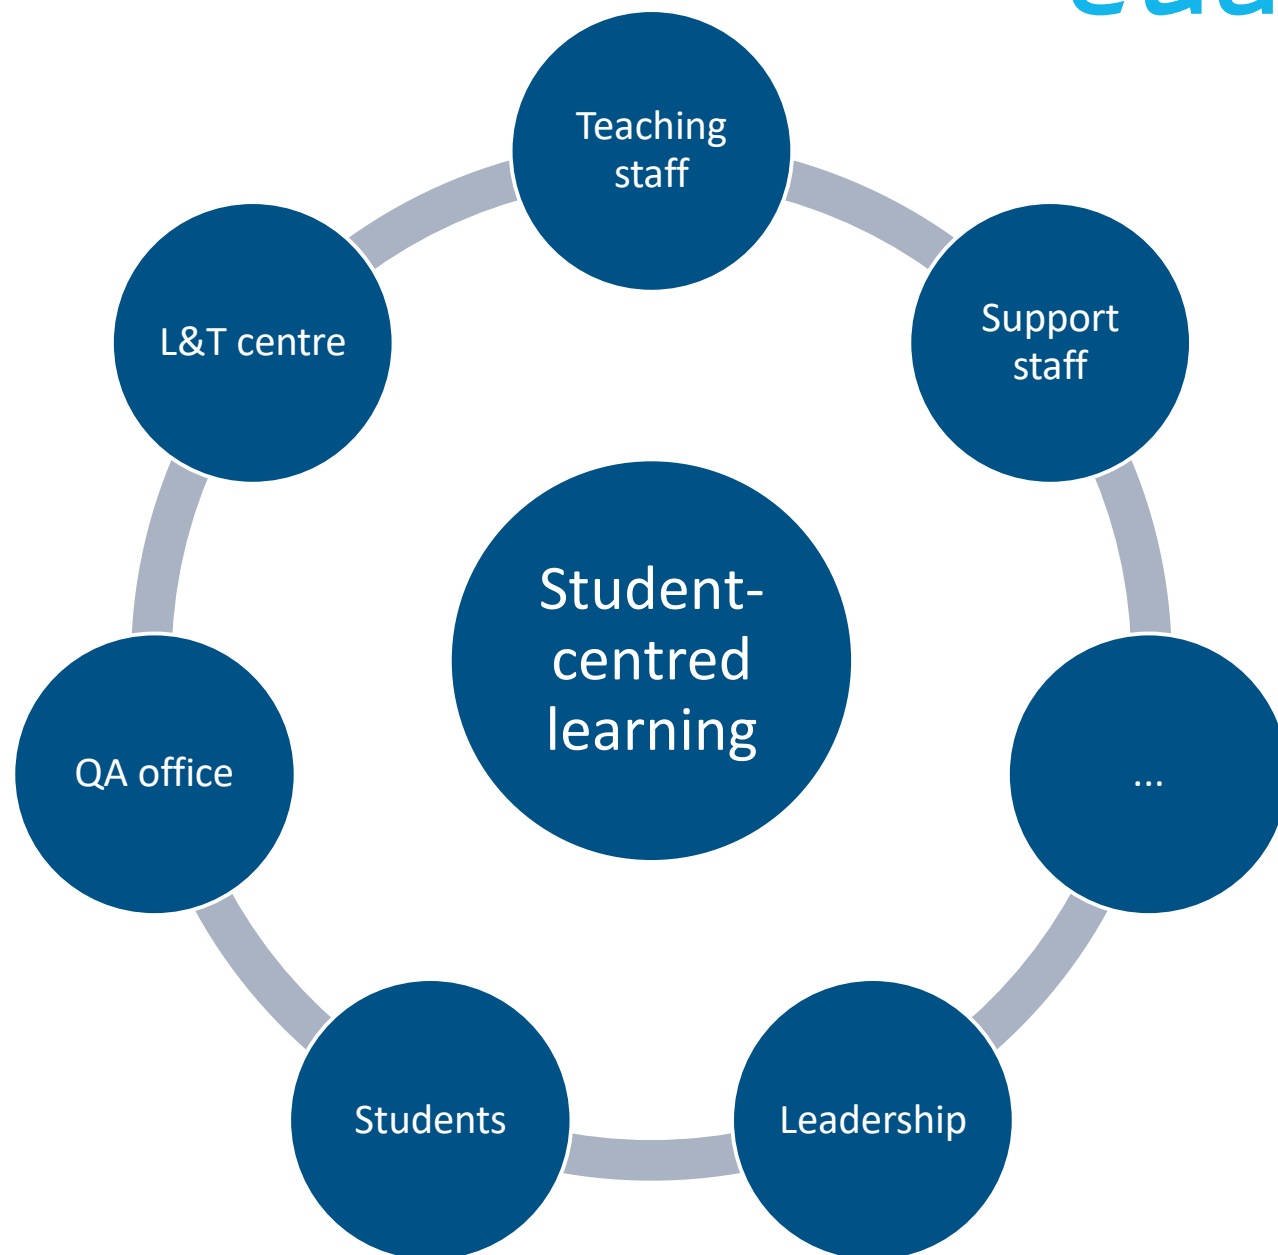 Teaching
staff
Support
staff
...
Leadership
Students
QA office
L&T centre
Student-
centred
learning